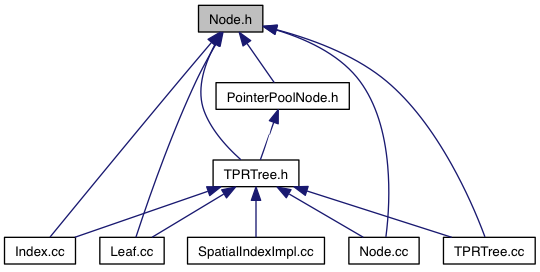 Node.h
PointerPoolNode.h
TPRTree.h
Index.cc
Leaf.cc
SpatialIndexImpl.cc
Node.cc
TPRTree.cc